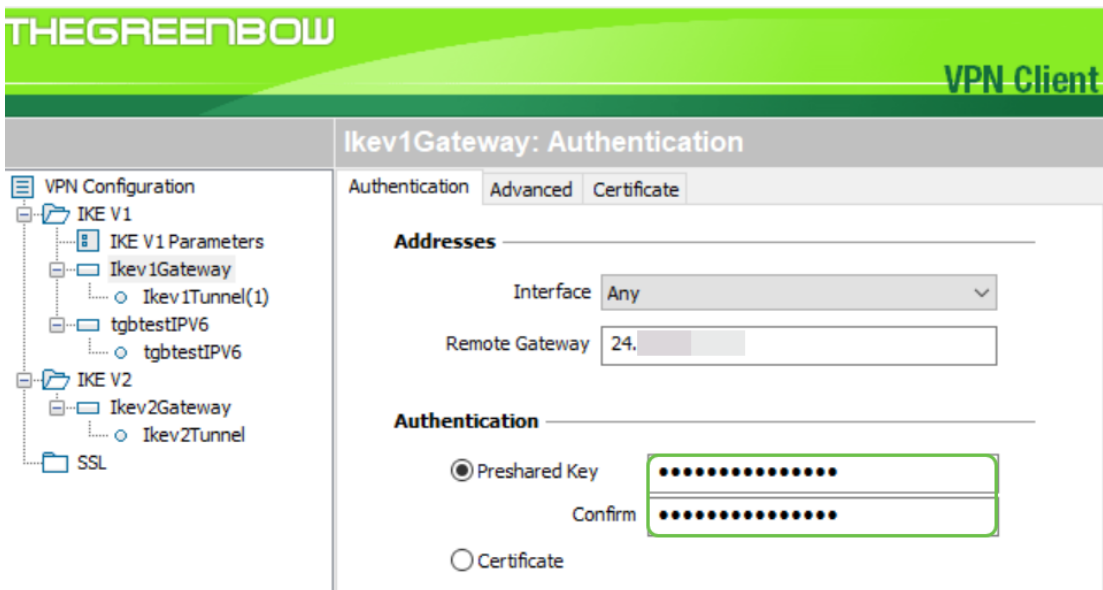 THEGREENBOW
VPN Client
Ikev1Gateway: Authentication
VPN Configuration
IKE V1
IKE V1 Parameters
Ikev1Gateway
Ikev1Tunnel(1)
tgbtestIPV6
tgbtestIPV6
IKE V2
Ikev2Gateway
Ikev2Tunnel
SSL
Authentication Advanced Certificate
Addresses
Interface Any
Remote Gateway 24.
Authentication
Preshared Key •••••••••••••••
Confirm •••••••••••••••
Certificate